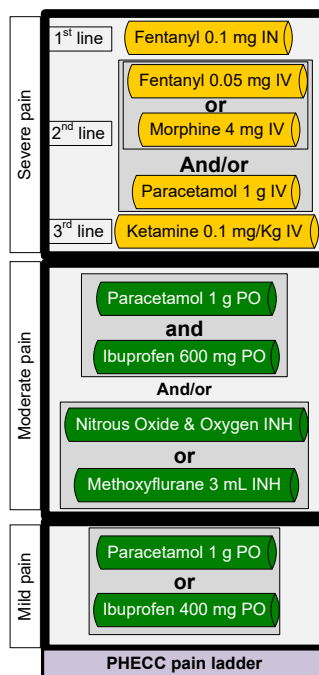 Severe pain
1st line
Fentanyl 0.1 mg IN
2nd line
Fentanyl 0.05 mg IV
or
Morphine 4 mg IV
And/or
Paracetamol 1 g IV
3rd line
Ketamine 0.1 mg/Kg IV
Moderate pain
Paracetamol 1 g PO
and
Ibuprofen 600 mg PO
And/or
Nitrous Oxide & Oxygen INH
or
Methoxyflurane 3 mL INH
Mild pain
Paracetamol 1 g PO
or
Ibuprofen 400 mg PO
PHECC pain ladder